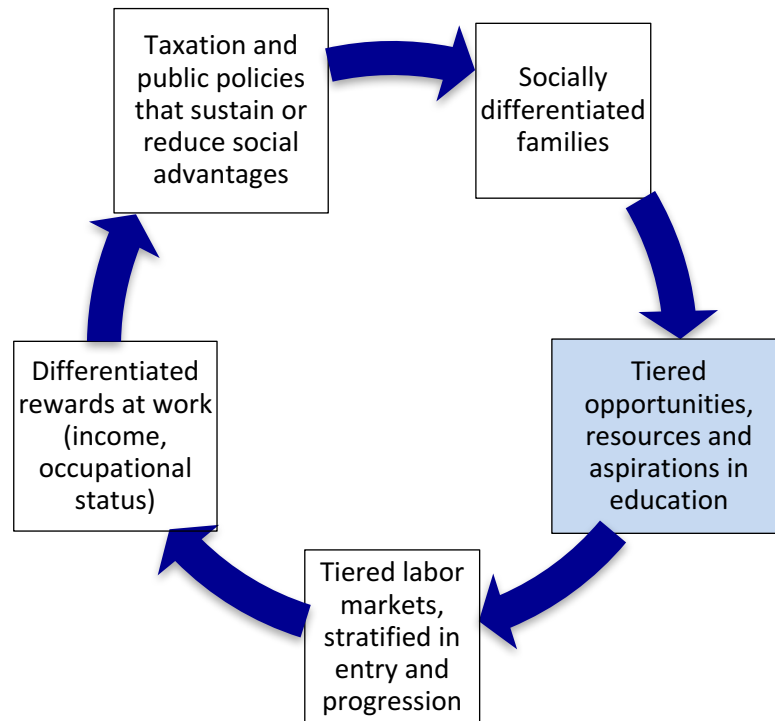 Taxation and
public policies
that sustain or
reduce social
advantages
Socially
differentiated
families
Tiered
opportunities,
resources and
aspirations in
education
Tiered labor
markets,
stratified in
entry and
progression
Differentiated
rewards at work
(income,
occupational
status)